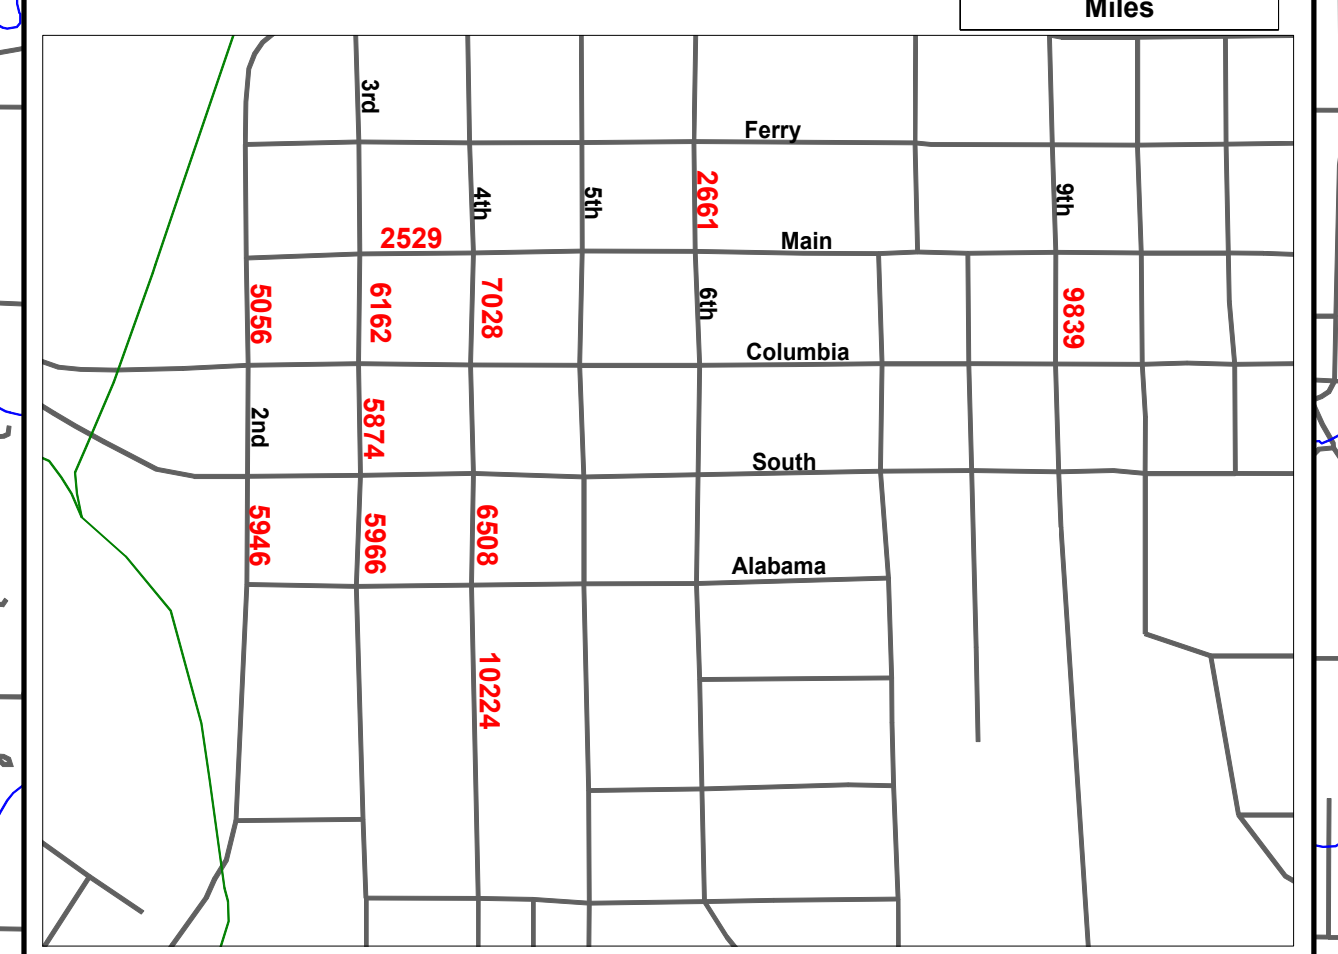 Miles
3rd
Ferry
4th
5th
2661
9th
2529
Main
5056
6162
7028
6th
9839
Columbia
2nd
5874
South
5946
5966
6508
Alabama
10224